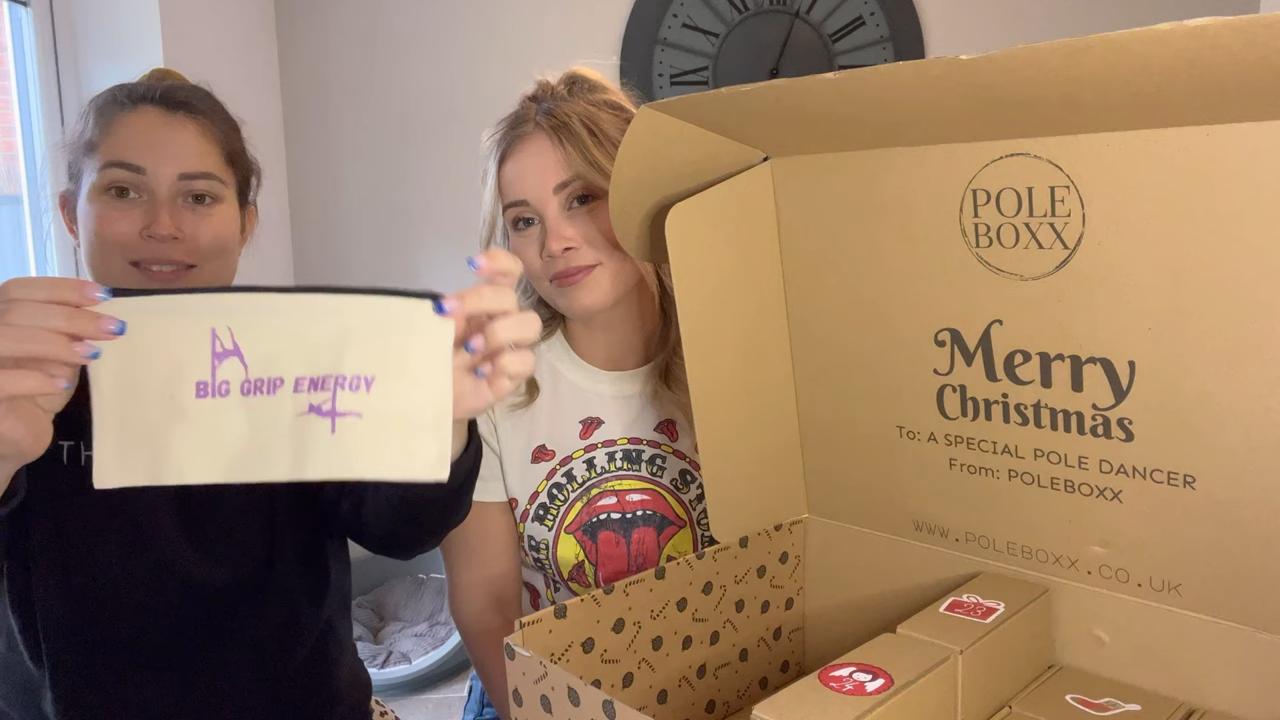 BIG GRIP ENERGY
TH
ROLLING
POLE
BOXX
Merry
Christmas
To: A SPECIAL POLE DANCER
From: POLEBOXX
WWW.POLEBOXX.CO.UK
23
24